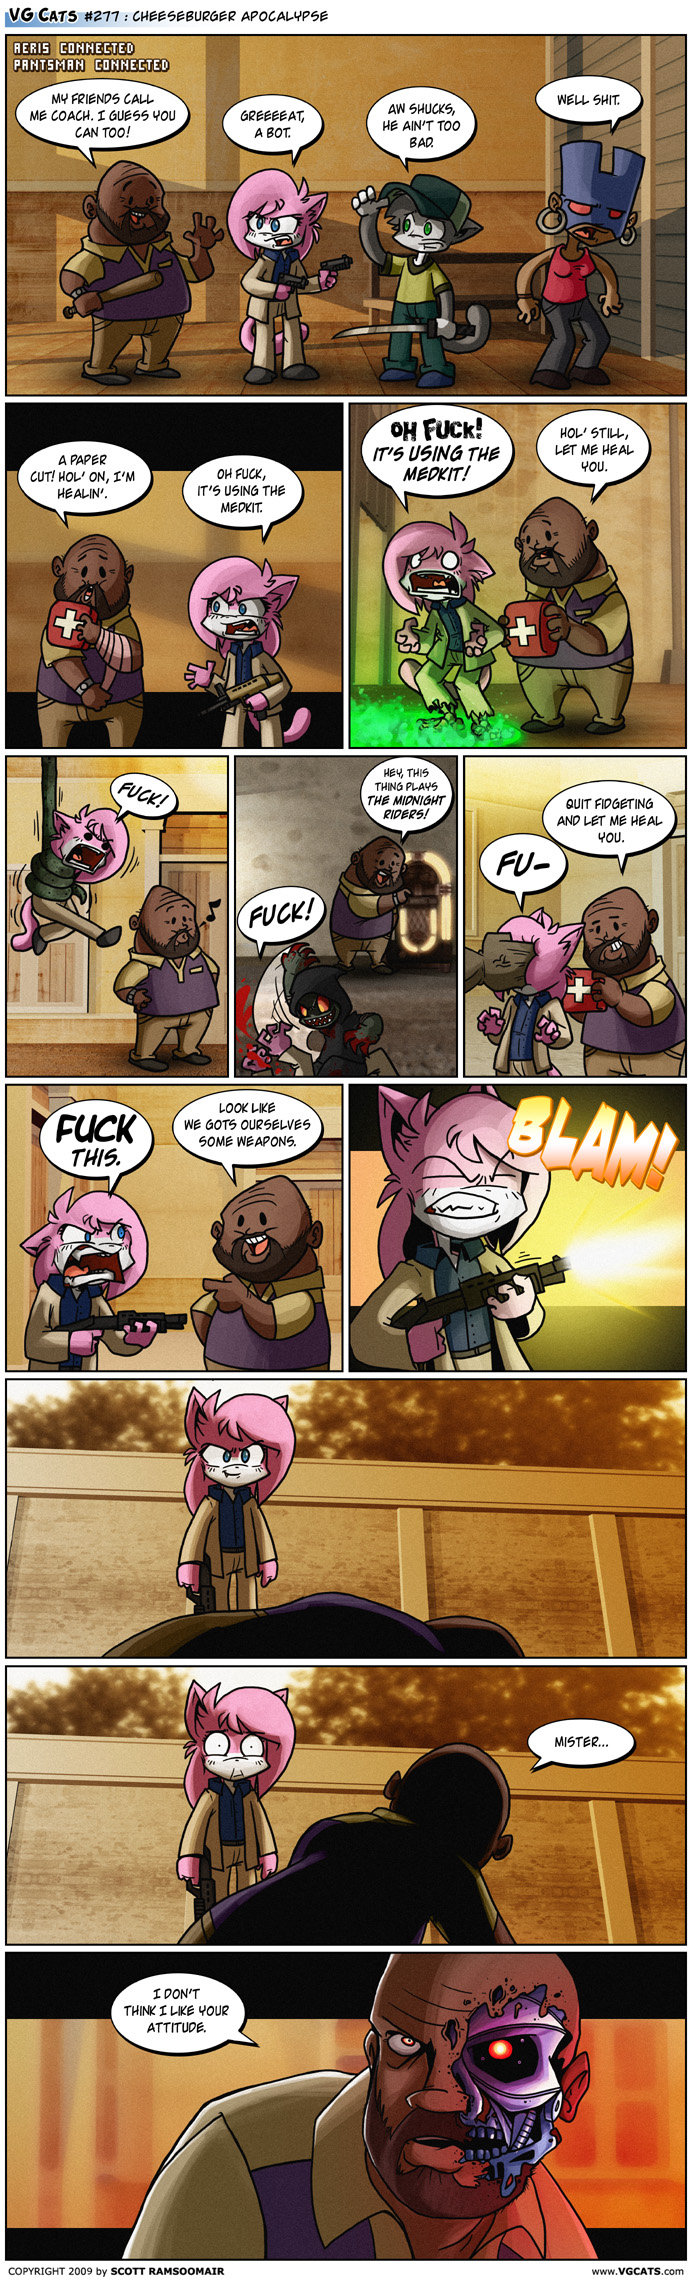 VG CATS #277 : CHEESEBURGER APOCALYPSE
AERIS CONNECTED
PANTSMAN CONNECTED
MY FRIENDS CALL
ME COACH. I GUESS YOU
CAN TOO!
GREEEEAT,
A BOT.
AW SHUCKS,
HE AIN'T TOO
BAD.
WELL SHIT.
A PAPER
CUT! HOL' ON, I'M
HEALIN'.
OH FUCK,
IT'S USING THE
MEDKIT.
OH FUCK!
IT'S USING THE
MEDKIT!
HOL' STILL,
LET ME HEAL
YOU.
FUCK!
HEY, THIS
THING PLAYS
THE MIDNIGHT
RIDERS!
FUCK!
QUIT FIDGETING
AND LET ME HEAL
YOU.
FU-
FUCK
THIS.
LOOK LIKE
WE GOTS OURSELVES
SOME WEAPONS.
BLAM!
MISTER...
I DON'T
THINK I LIKE YOUR
ATTITUDE.
COPYRIGHT 2009 by SCOTT RAMSOOMAIR
www.VGCATS.com